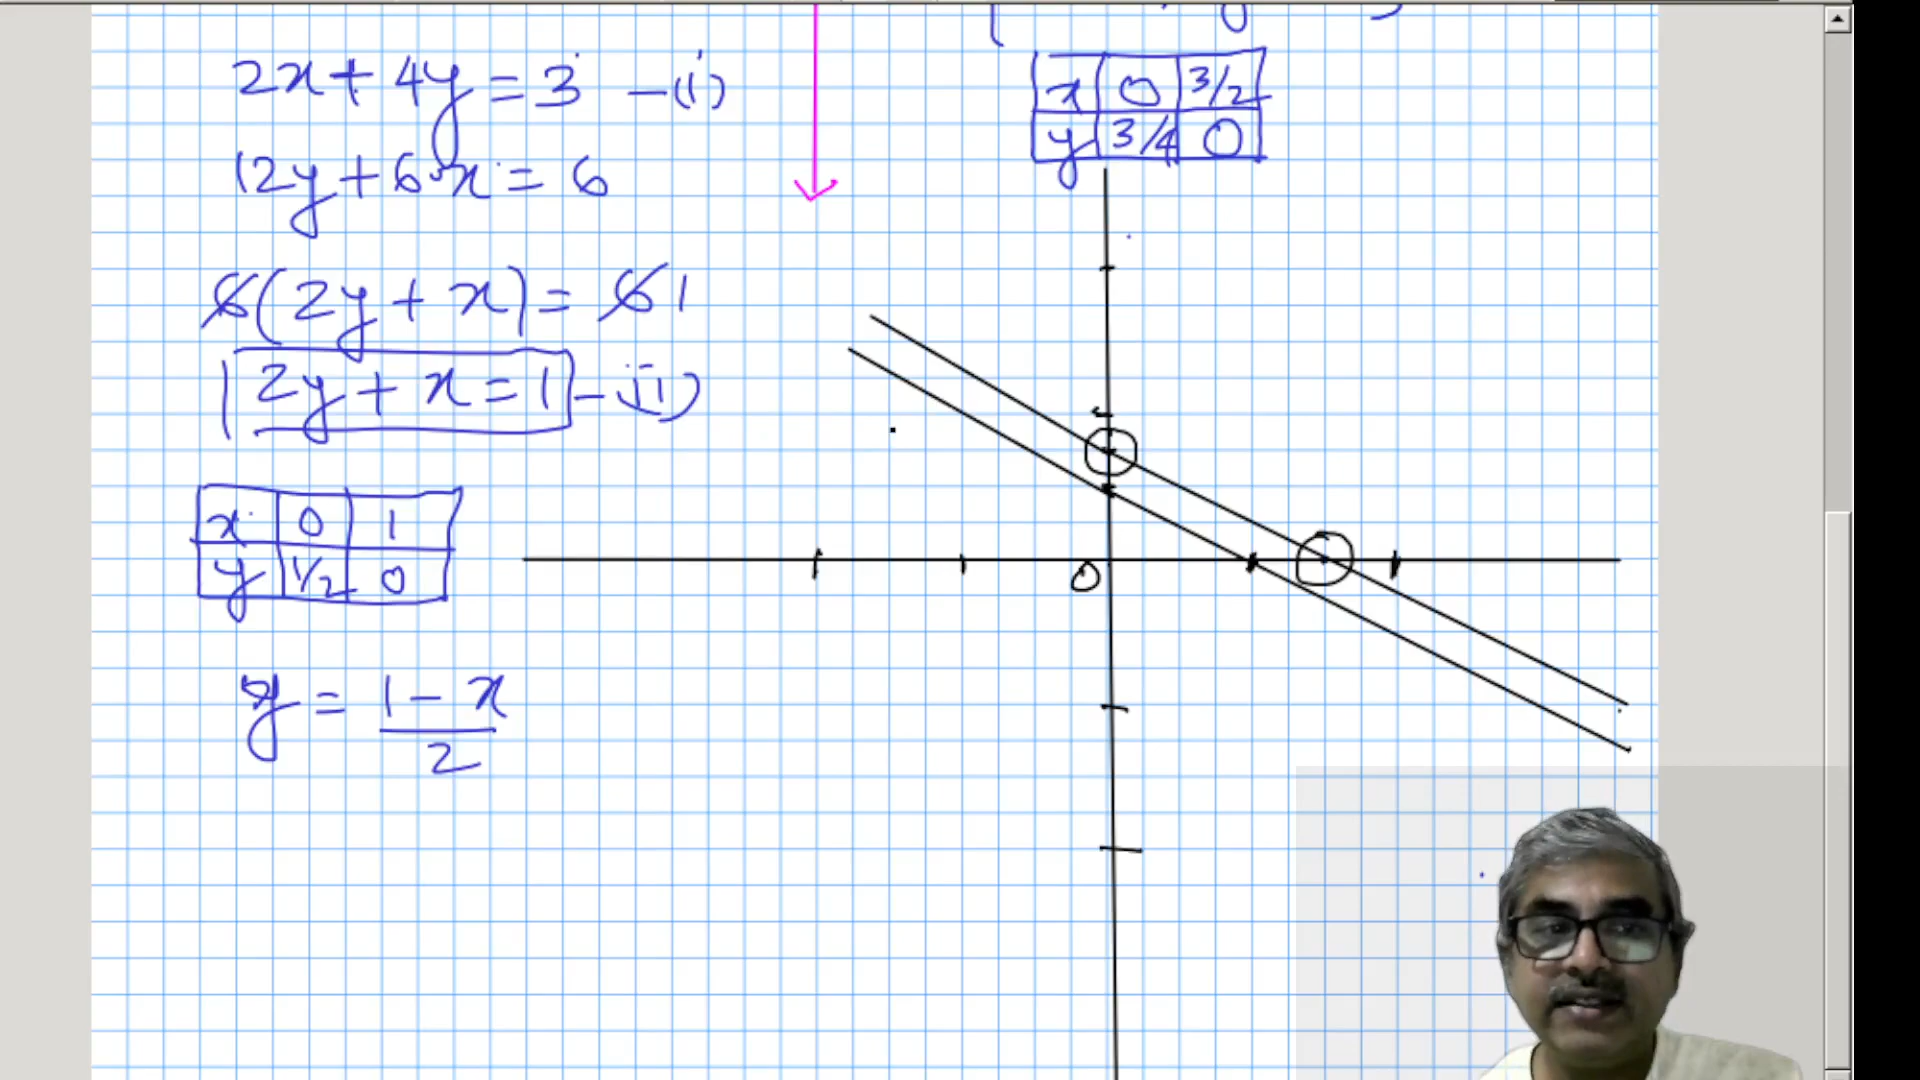 2x + 4y = 3 - (i)
12y + 6x = 6
6(2y + x) = 6 1
2y + x = 1 - ii)
x 0 1
y 1/2 0
y = 1 - x
2
x 0 3/2
y 3/4 0
0